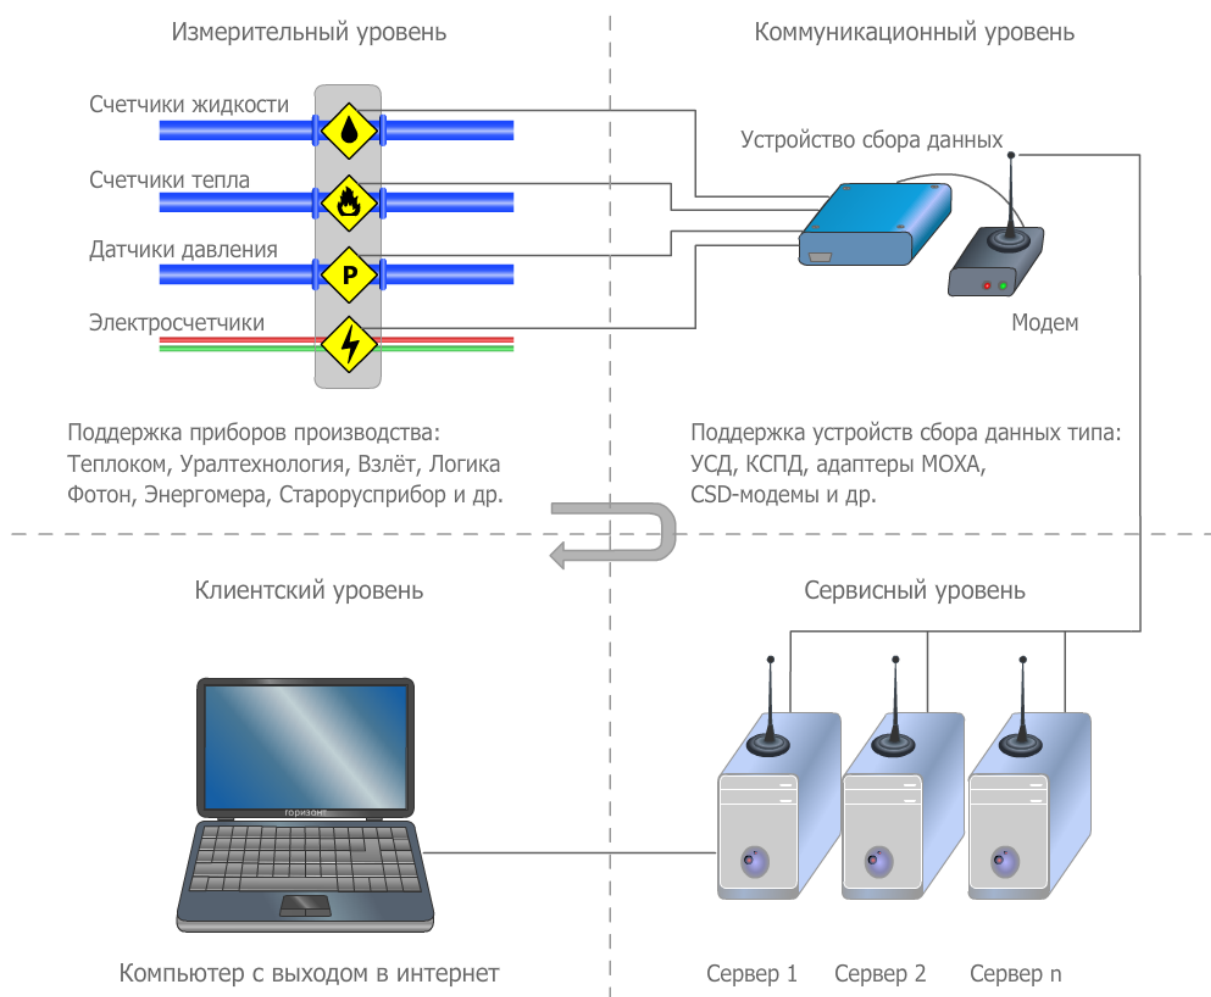 Измерительный уровень
Счетчики жидкости
Счетчики тепла
Датчики давления
P
Электросчетчики
Поддержка приборов производства:
Теплоком, Уралтехнология, Взлёт, Логика
Фотон, Энергомера, Старорусприбор и др.
Коммуникационный уровень
Устройство сбора данных
Модем
Поддержка устройств сбора данных типа:
УСД, КСПД, адаптеры МОХА,
CSD-модемы и др.
Клиентский уровень
горизонт
Компьютер с выходом в интернет
Сервисный уровень
Сервер 1
Сервер 2
Сервер n